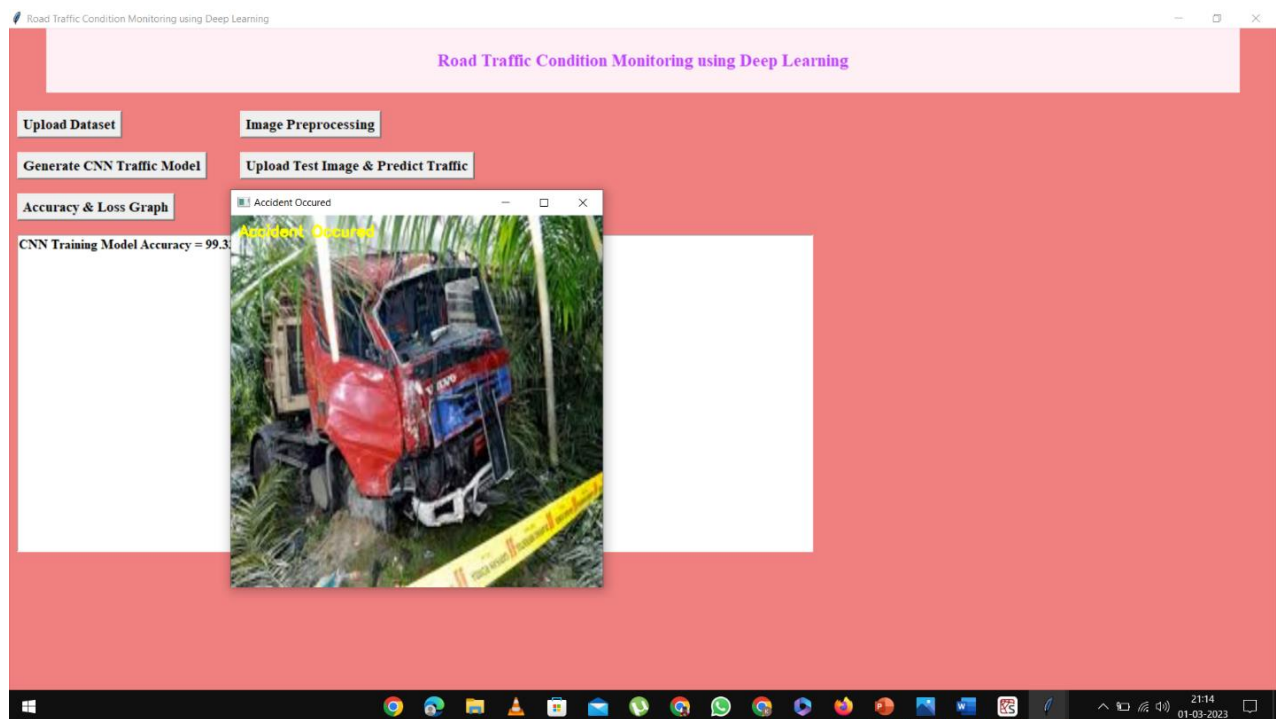 Road Traffic Condition Monitoring using Deep Learning
Road Traffic Condition Monitoring using Deep Learning
Upload Dataset
Image Preprocessing
Generate CNN Traffic Model
Upload Test Image & Predict Traffic
Accuracy & Loss Graph
Accident Occured
Accident Occured
CNN Training Model Accuracy = 99.3
VOLVO
21:14
01-03-2023